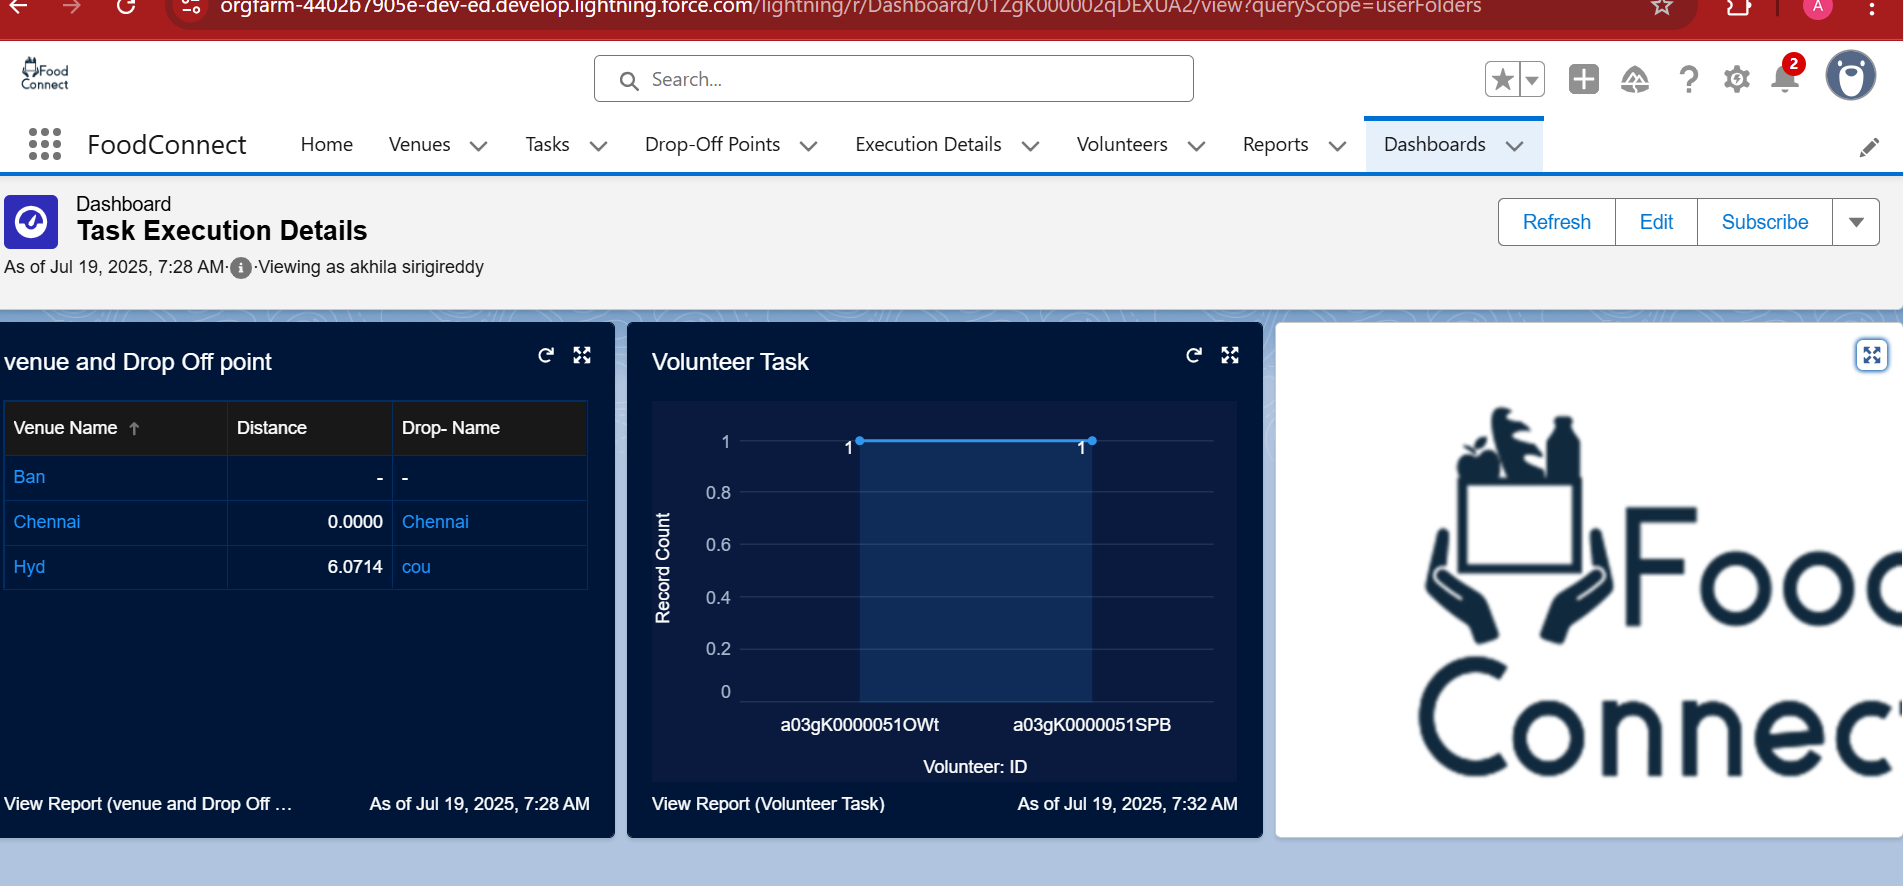 orgfarm-4402b7905e-dev-ed.develop.lightning.force.com/lightning/r/Dashboard/01ZgK000002qDEXUA2/view?queryScope=userFolders
A
Food
Connect
Search...
2
FoodConnect
Home
Venues
Tasks
Drop-Off Points
Execution Details
Volunteers
Reports
Dashboards
Dashboard
Task Execution Details
As of Jul 19, 2025, 7:28 AM·Viewing as akhila sirigireddy
Refresh
Edit
Subscribe
venue and Drop Off point
Venue Name ↑ Distance Drop- Name
Ban - -
Chennai 0.0000 Chennai
Hyd 6.0714 cou
View Report (venue and Drop Off ...
As of Jul 19, 2025, 7:28 AM
Volunteer Task
Record Count
1
0.8
0.6
0.4
0.2
0
1
1
a03gK0000051OWt
a03gK0000051SPB
Volunteer: ID
View Report (Volunteer Task)
As of Jul 19, 2025, 7:32 AM
Foo
Connec